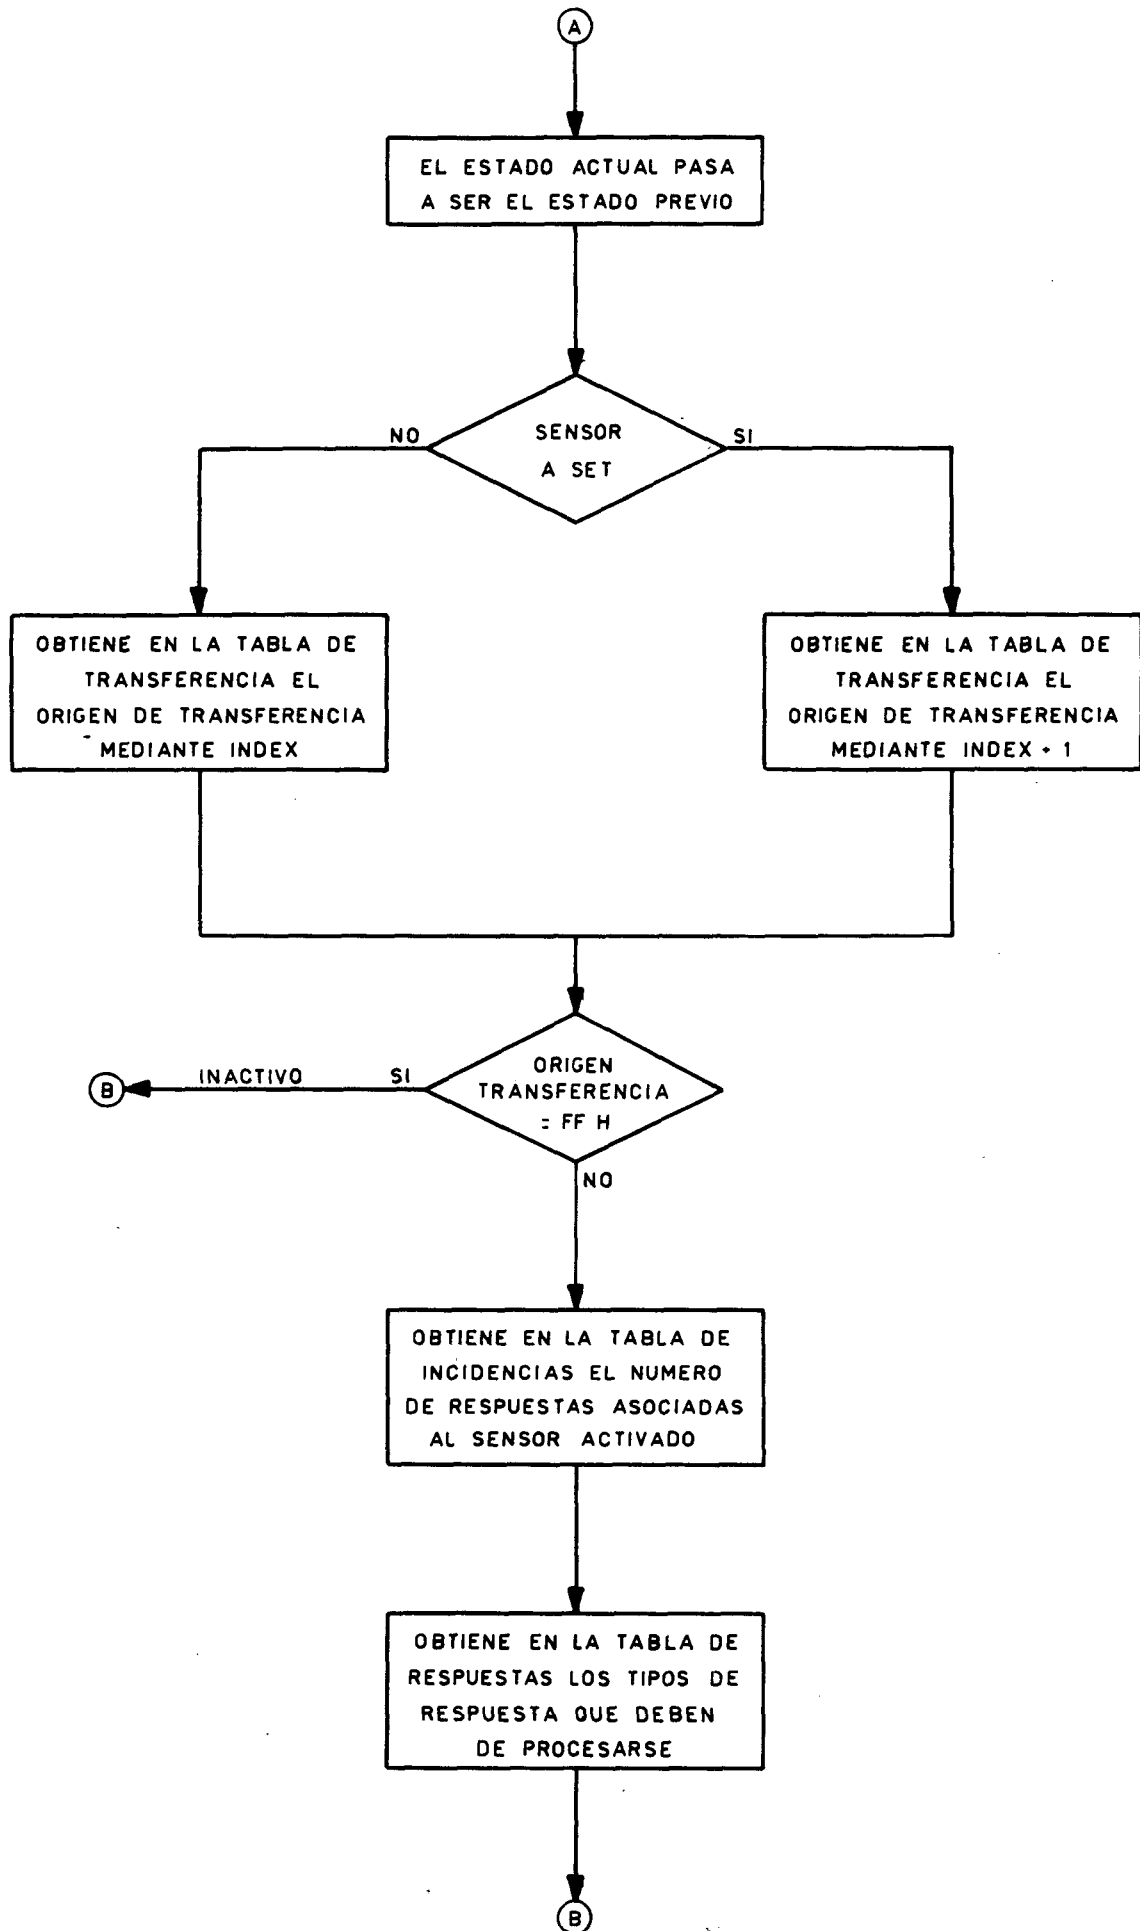 A
EL ESTADO ACTUAL PASA
A SER EL ESTADO PREVIO
NO
SENSOR
A SET
SI
OBTIENE EN LA TABLA DE
TRANSFERENCIA EL
ORIGEN DE TRANSFERENCIA
MEDIANTE INDEX
OBTIENE EN LA TABLA DE
TRANSFERENCIA EL
ORIGEN DE TRANSFERENCIA
MEDIANTE INDEX + 1
B
INACTIVO
SI
ORIGEN
TRANSFERENCIA
= FF H
NO
OBTIENE EN LA TABLA DE
INCIDENCIAS EL NUMERO
DE RESPUESTAS ASOCIADAS
AL SENSOR ACTIVADO
OBTIENE EN LA TABLA DE
RESPUESTAS LOS TIPOS DE
RESPUESTA QUE DEBEN
DE PROCESARSE
B